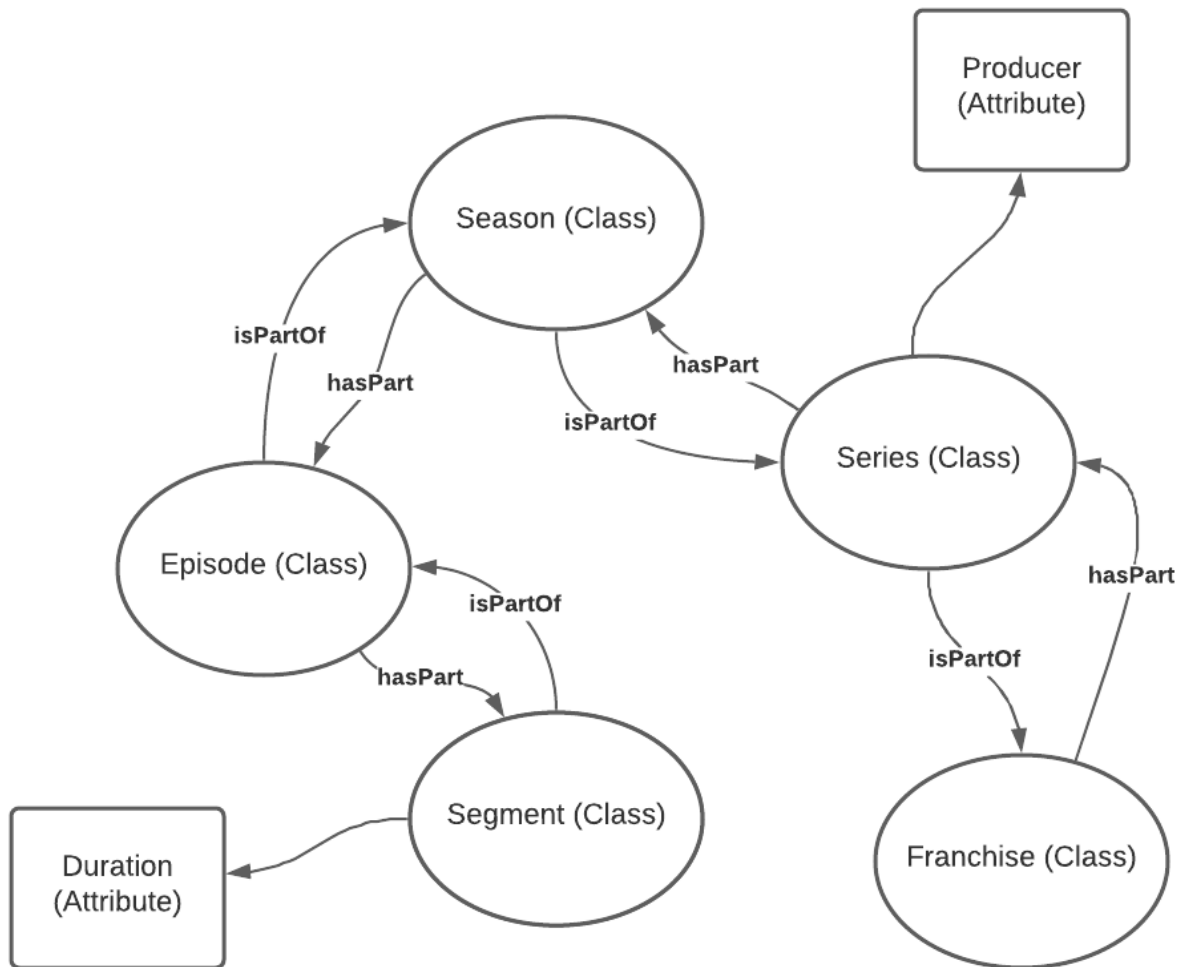 Producer
(Attribute)
Season (Class)
isPartOf
hasPart
hasPart
isPartOf
Series (Class)
Episode (Class)
hasPart
isPartOf
isPartOf
hasPart
Segment (Class)
Franchise (Class)
Duration
(Attribute)